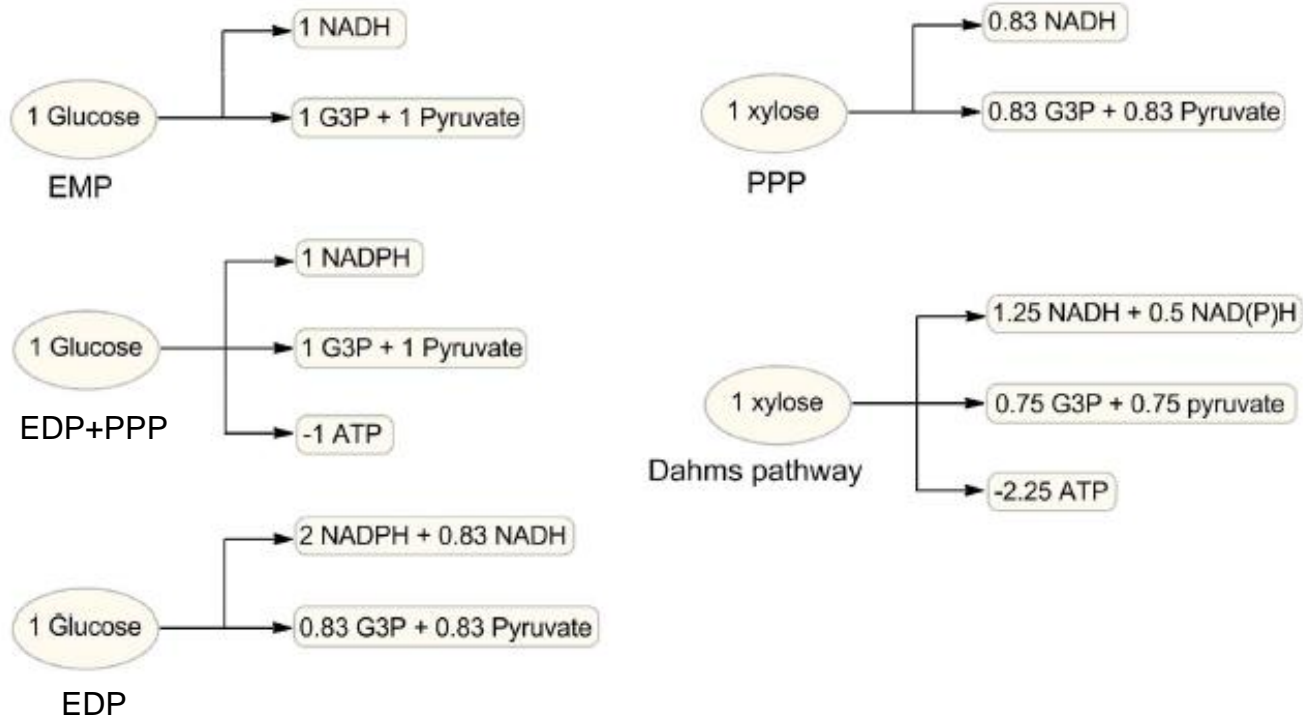 1 NADH
1 Glucose
1 G3P + 1 Pyruvate
EMP
1 NADPH
1 Glucose
1 G3P + 1 Pyruvate
EDP+PPP
-1 ATP
2 NADPH + 0.83 NADH
1 Glucose
0.83 G3P + 0.83 Pyruvate
EDP
0.83 NADH
1 xylose
0.83 G3P + 0.83 Pyruvate
PPP
1.25 NADH + 0.5 NAD(P)H
1 xylose
0.75 G3P + 0.75 pyruvate
Dahms pathway
-2.25 ATP